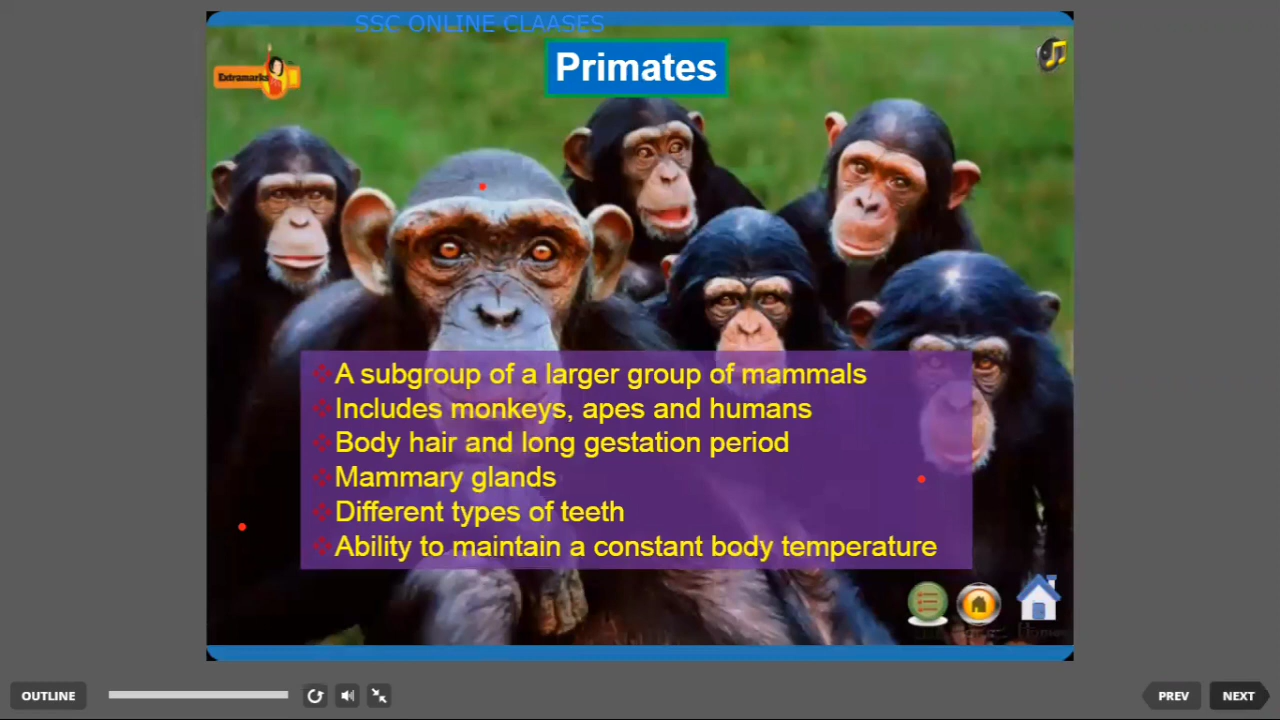 SSC ONLINE CLAASES
Extramarks
Primates
A subgroup of a larger group of mammals
Includes monkeys, apes and humans
Body hair and long gestation period
Mammary glands
Different types of teeth
Ability to maintain a constant body temperature
Home
OUTLINE
PREV
NEXT